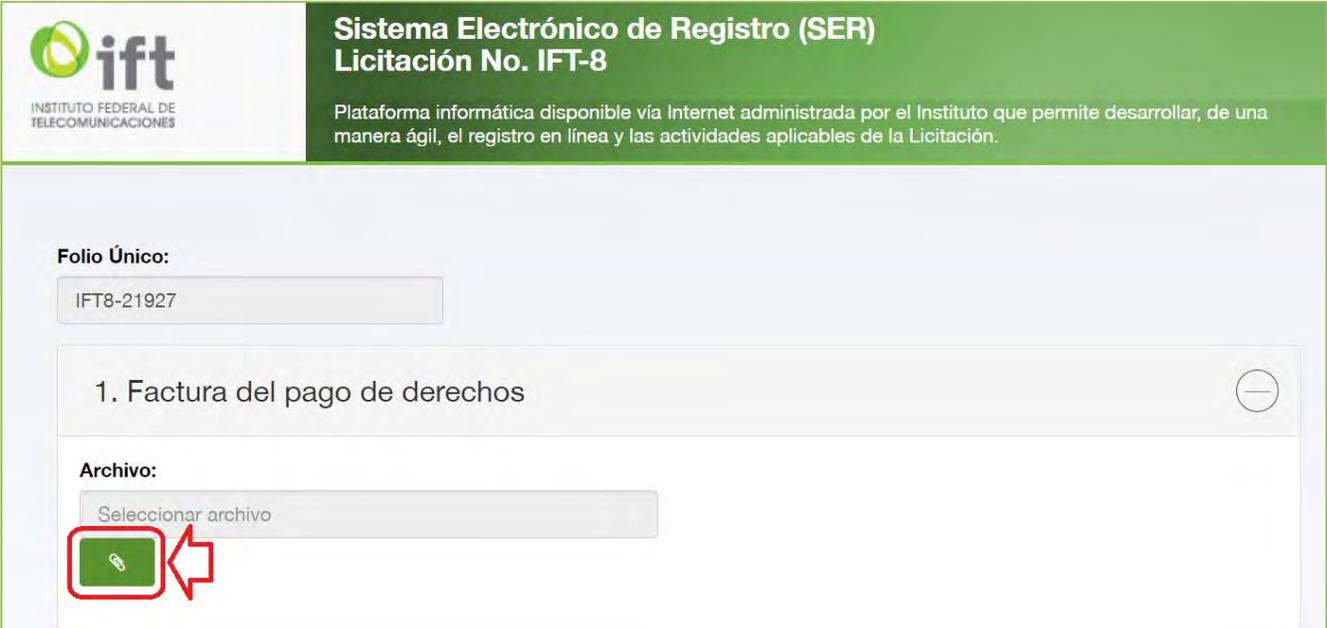 ift
INSTITUTO FEDERAL DE
TELECOMUNICACIONES
Sistema Electrónico de Registro (SER)
Licitación No. IFT-8
Plataforma informática disponible vía Internet administrada por el Instituto que permite desarrollar, de una
manera ágil, el registro en línea y las actividades aplicables de la Licitación.
Folio Único:
IFT8-21927
1. Factura del pago de derechos
Archivo:
Seleccionar archivo